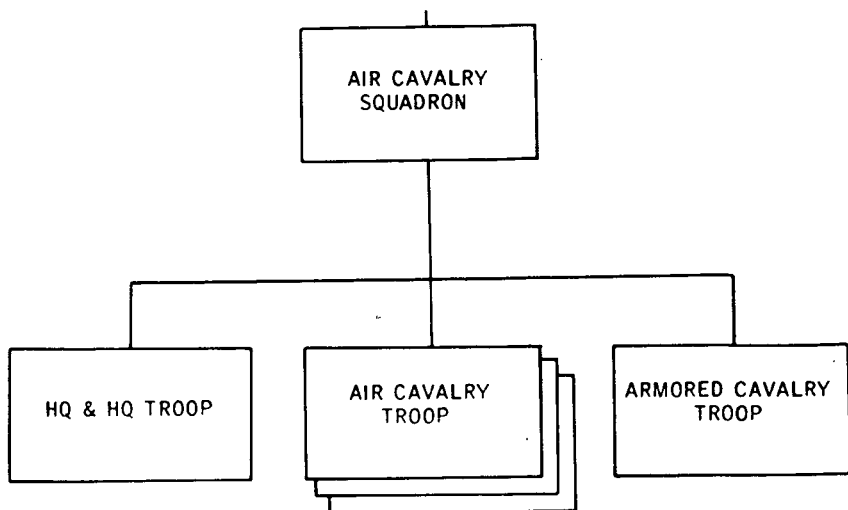 AIR CAVALRY
SQUADRON
HQ & HQ TROOP
AIR CAVALRY
TROOP
ARMORED CAVALRY
TROOP